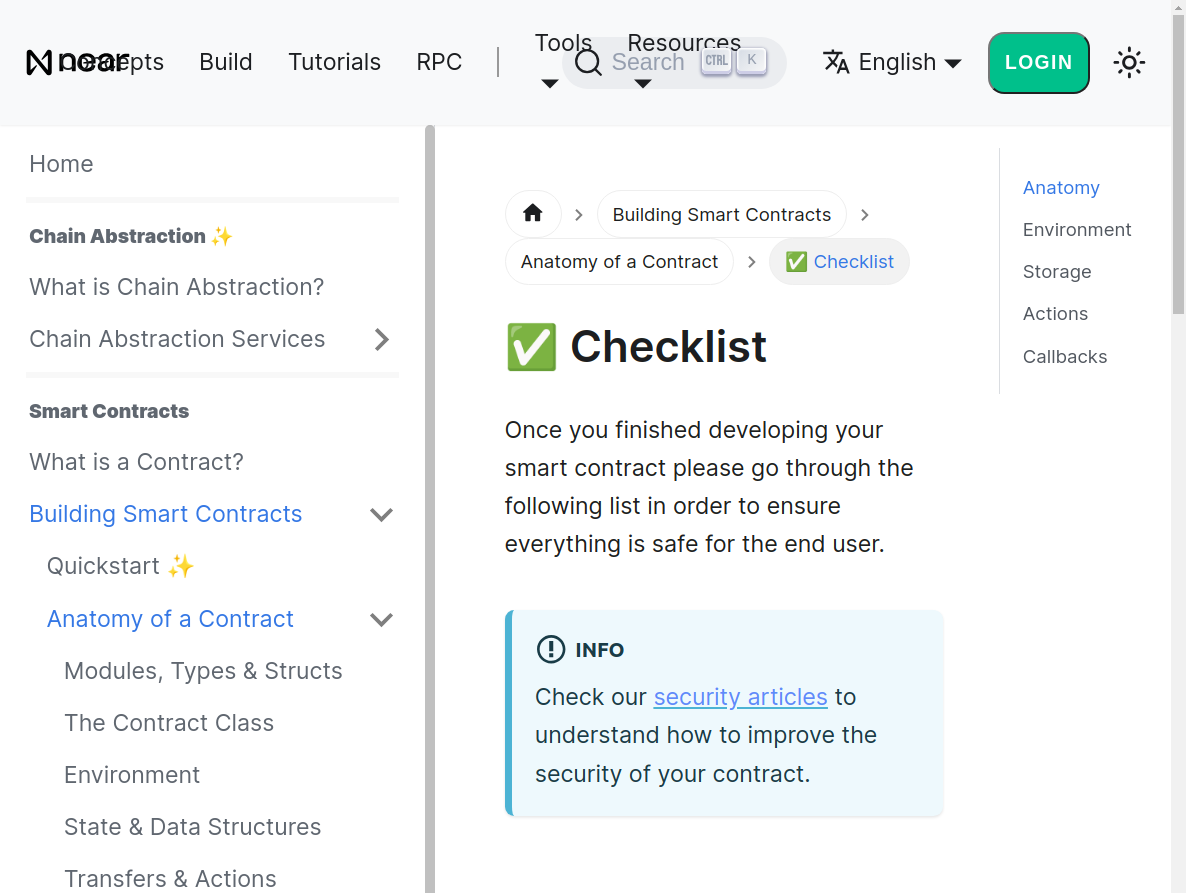 near
Concepts
Build
Tutorials
RPC
Tools
Resources
Search
CTRL
K
English
LOGIN
Home
Chain Abstraction ✨
What is Chain Abstraction?
Chain Abstraction Services
Smart Contracts
What is a Contract?
Building Smart Contracts
Quickstart ✨
Anatomy of a Contract
Modules, Types & Structs
The Contract Class
Environment
State & Data Structures
Transfers & Actions
Building Smart Contracts
Anatomy of a Contract
✅ Checklist
✅ Checklist
Once you finished developing your
smart contract please go through the
following list in order to ensure
everything is safe for the end user.
INFO
Check our security articles to
understand how to improve the
security of your contract.
Anatomy
Environment
Storage
Actions
Callbacks